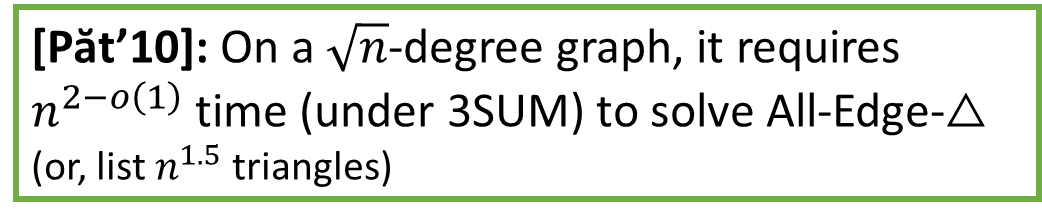 [Păt’10]: On a √n-degree graph, it requires
n^{2−o(1)} time (under 3SUM) to solve All-Edge-△
(or, list n^{1.5} triangles)